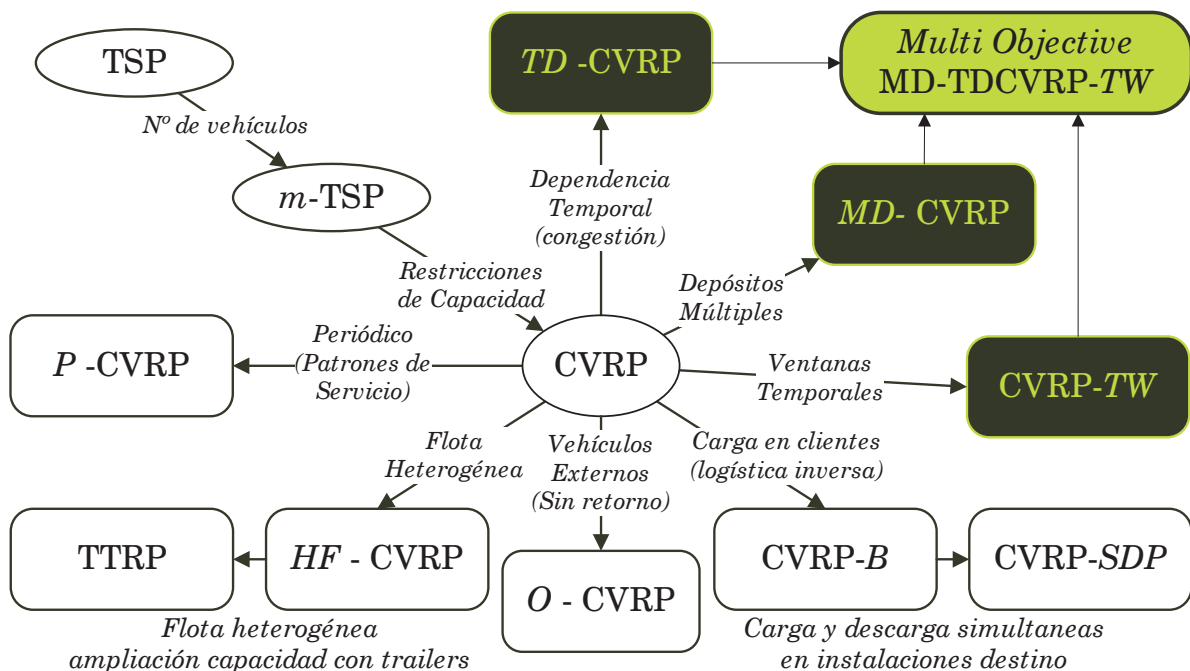 TSP
TD -CVRP
Multi Objective
MD-TDCVRP-TW
Nº de vehículos
m-TSP
Dependencia
Temporal
(congestión)
MD- CVRP
Restricciones
de Capacidad
Depósitos
Múltiples
P -CVRP
Periódico
(Patrones de
Servicio)
CVRP
Ventanas
Temporales
CVRP-TW
Flota
Heterogénea
Vehículos
Externos
(Sin retorno)
Carga en clientes
(logística inversa)
TTRP
HF - CVRP
O - CVRP
CVRP-B
CVRP-SDP
Flota heterogénea
ampliación capacidad con trailers
Carga y descarga simultaneas
en instalaciones destino